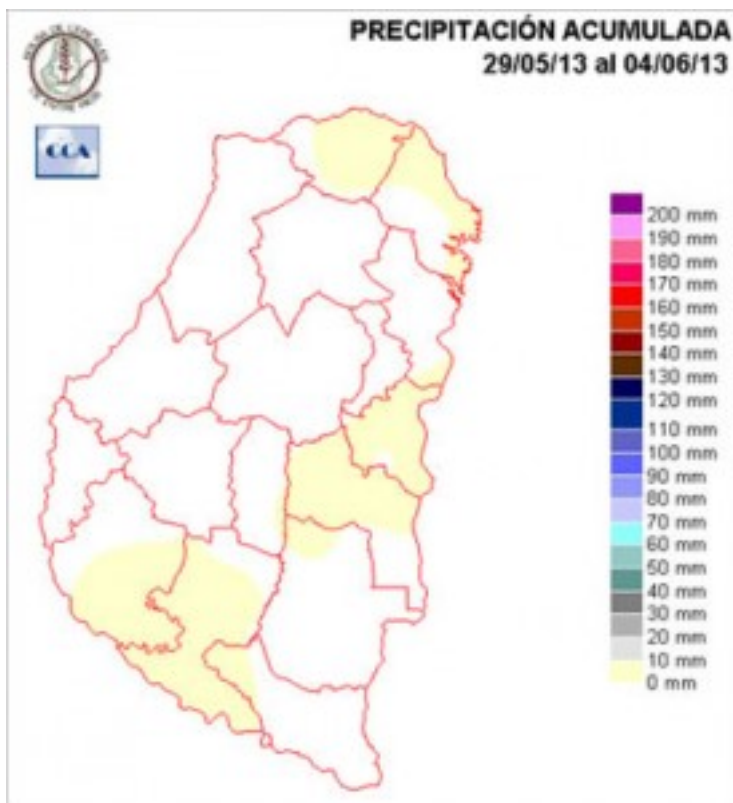 PRECIPITACIÓN ACUMULADA
29/05/13 al 04/06/13
CCA
200 mm
190 mm
180 mm
170 mm
160 mm
150 mm
140 mm
130 mm
120 mm
110 mm
100 mm
90 mm
80 mm
70 mm
60 mm
50 mm
40 mm
30 mm
20 mm
10 mm
0 mm